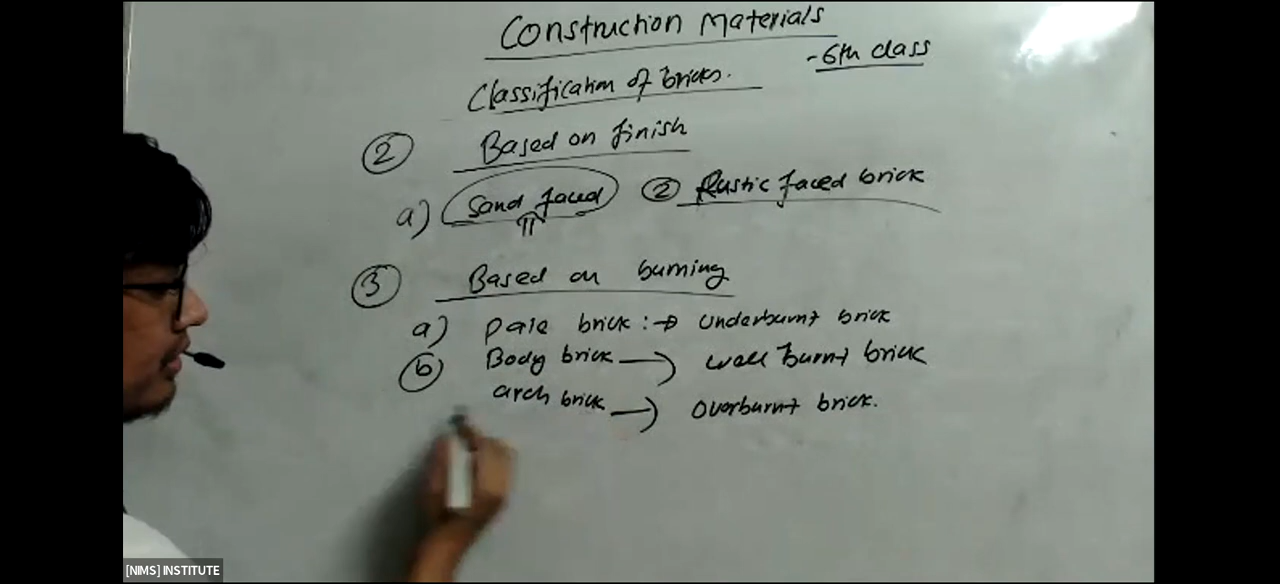 Construction Materials
- 6th class
Classification of bricks.
② Based on finish
a) Sand faced ② Rustic faced brick
③ Based on burning
a) Pale brick :→ Underburnt brick
ⓑ Body brick → well burnt brick
arch brick → Overburnt brick.
[NIMS] INSTITUTE